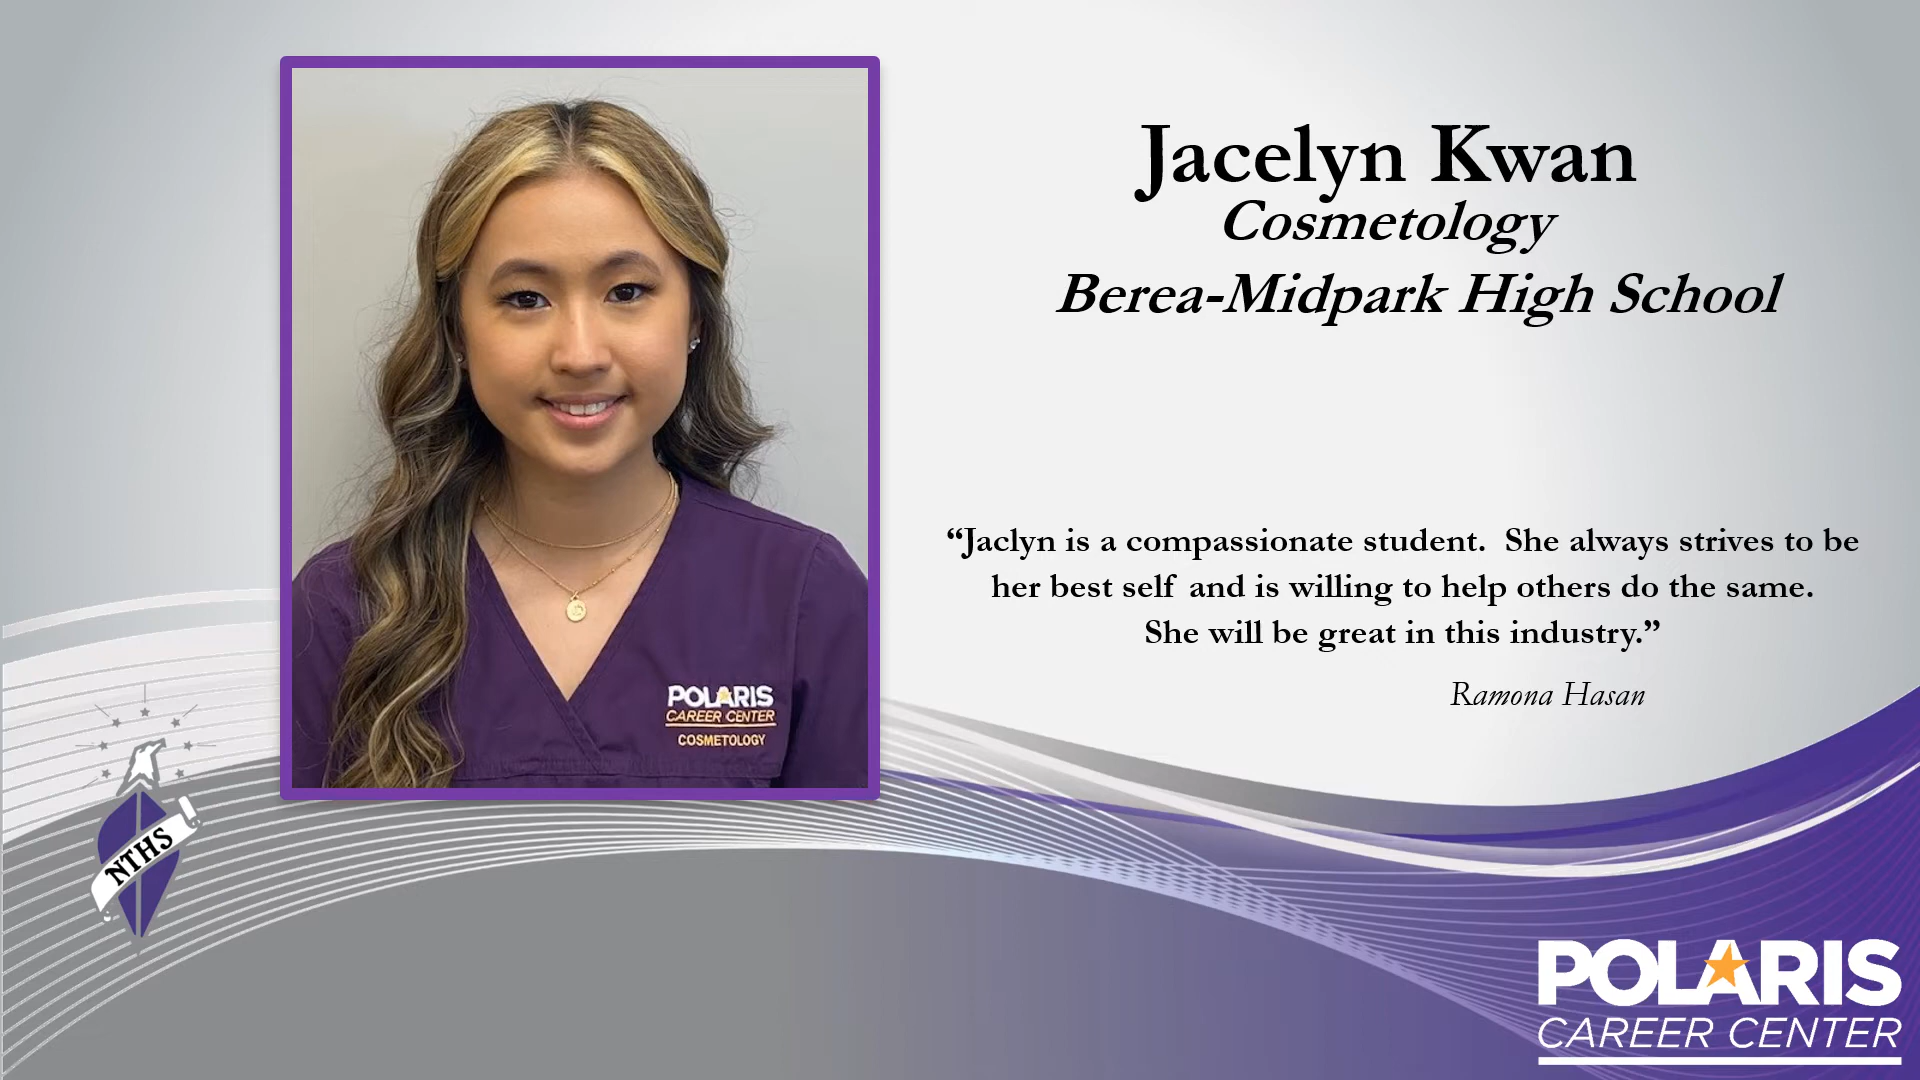 Jacelyn Kwan
Cosmetology
Berea-Midpark High School
“Jaclyn is a compassionate student.  She always strives to be
her best self and is willing to help others do the same.
She will be great in this industry.”
Ramona Hasan
POLARIS
CAREER CENTER
COSMETOLOGY
NTHS
POLARIS
CAREER CENTER